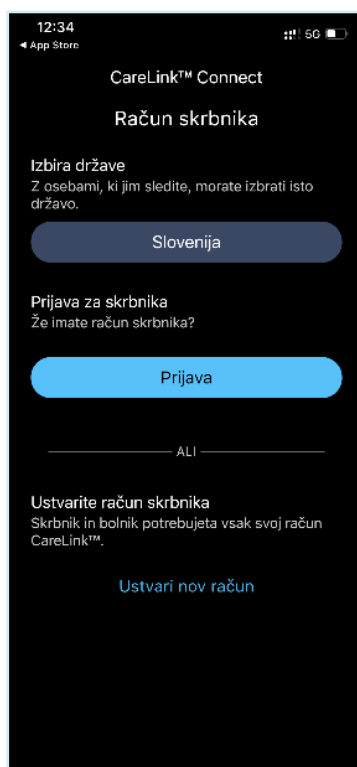 12:34
5G
◀ App Store
CareLink™ Connect
Račun skrbnika
Izbira države
Z osebami, ki jim sledite, morate izbrati isto
državo.
Slovenija
Prijava za skrbnika
Že imate račun skrbnika?
Prijava
ALI
Ustvarite račun skrbnika
Skrbnik in bolnik potrebujeta vsak svoj račun
CareLink™.
Ustvari nov račun